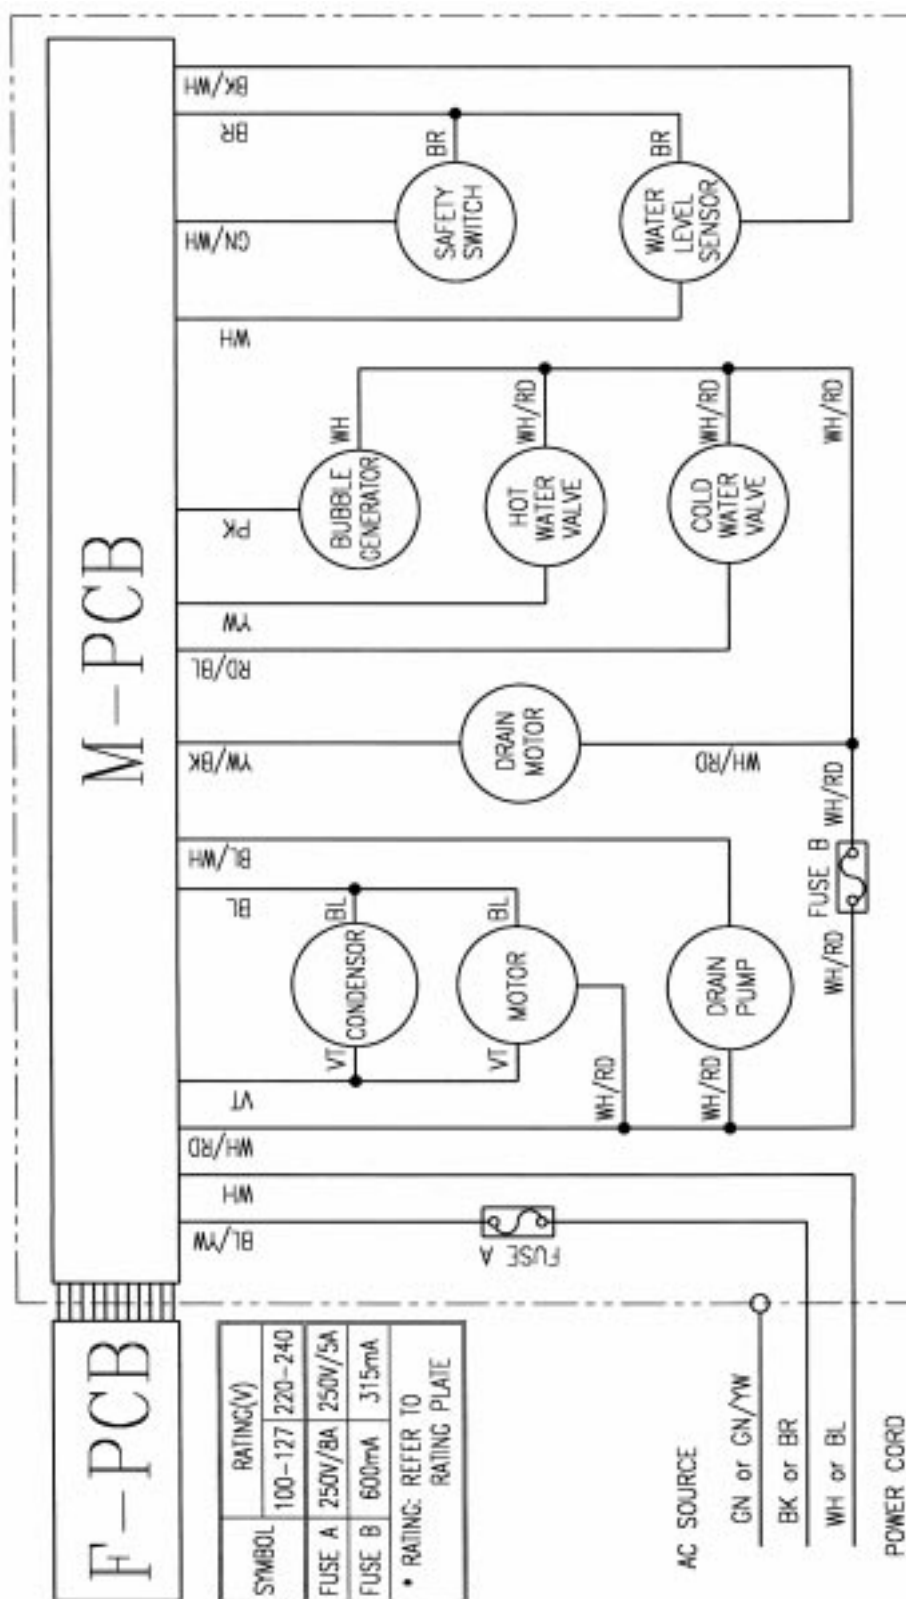 M-PCB
F-PCB
BK/WH
BR
GN/WH
WH
PK
YW
RD/BL
YW/BK
BL/WH
BL
VT
WH/RD
WH
BL/YW
BR
SAFETY
SWITCH
BR
WATER
LEVEL
SENSOR
WH
BUBBLE
GENERATOR
WH/RD
HOT
WATER
VALVE
WH/RD
COLD
WATER
VALVE
WH/RD
DRAIN
MOTOR
WH/RD
WH/RD
FUSE B
WH/RD
BL
CONDENSOR
VT
BL
MOTOR
VT
WH/RD
DRAIN
PUMP
WH/RD
FUSE A
SYMBOL RATING(V)
100-127 220-240
FUSE A 250V/8A 250V/5A
FUSE B 600mA 315mA
• RATING: REFER TO
RATING PLATE
AC SOURCE
GN or GN/YW
BK or BR
WH or BL
POWER CORD